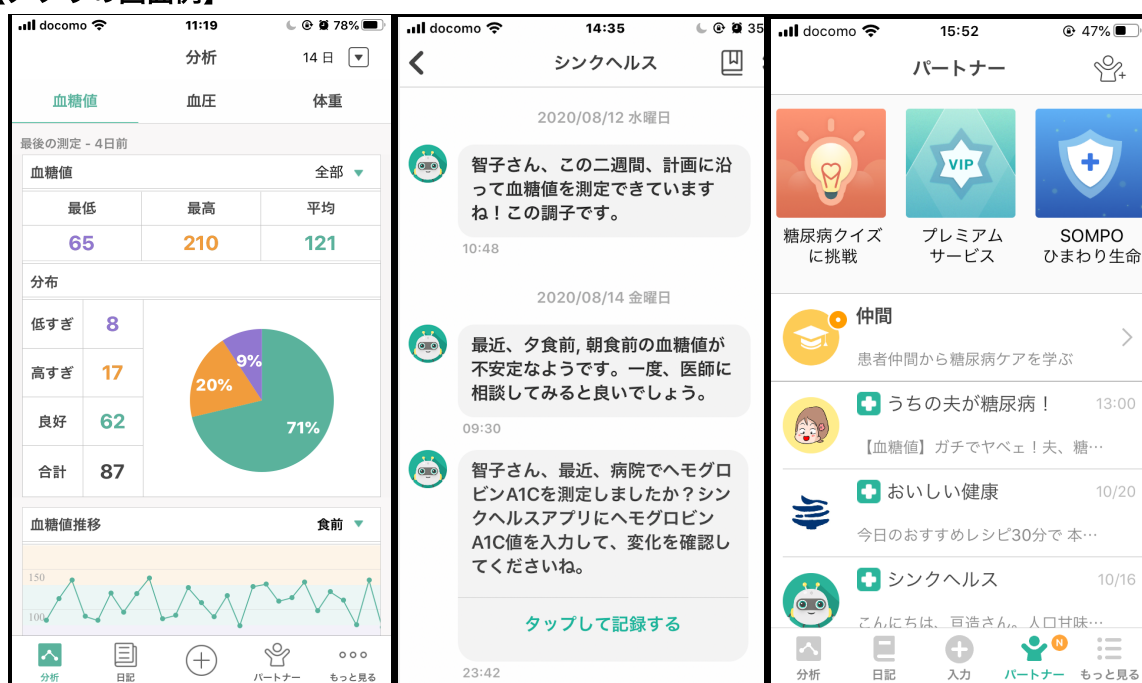 docomo 11:19 78%
分析
14 日
血糖値 血圧 体重
最後の測定 - 4日前
血糖値 全部
最低 最高 平均
65 210 121
分布
低すぎ 8
高すぎ 17
良好 62
合計 87
9%
20%
71%
血糖値推移 食前
150
100
分析 日記 パートナー もっと見る
docomo 14:35 35
シンクヘルス
2020/08/12 水曜日
智子さん、この二週間、計画に沿
って血糖値を測定できています
ね！この調子です。
10:48
2020/08/14 金曜日
最近、夕食前, 朝食前の血糖値が
不安定なようです。一度、医師に
相談してみると良いでしょう。
09:30
智子さん、最近、病院でヘモグロ
ビンA1Cを測定しましたか？シン
クヘルスアプリにヘモグロビン
A1C値を入力して、変化を確認し
てくださいね。
タップして記録する
23:42
docomo 15:52 47%
パートナー
VIP
糖尿病クイズ
に挑戦
プレミアム
サービス
SOMPO
ひまわり生命
仲間
患者仲間から糖尿病ケアを学ぶ
うちの夫が糖尿病！ 13:00
【血糖値】ガチでヤベェ！夫、糖…
おいしい健康 10/20
今日のおすすめレシピ30分で 本…
シンクヘルス 10/16
こんにちは、亘造さん。人口甘味…
分析 日記 入力 パートナー N もっと見る